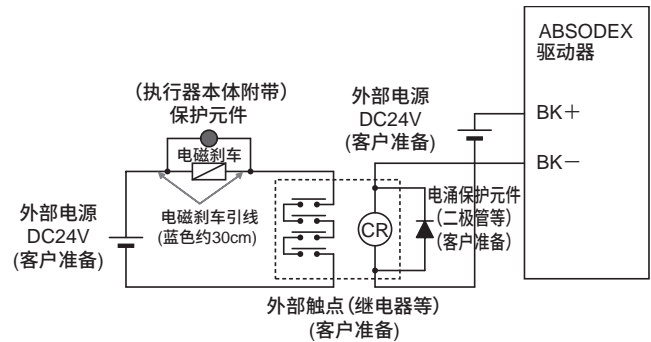 ABSODEX
驱动器
BK＋
BK－
外部电源
DC24V
(客户准备)
（执行器本体附带）
保护元件
电磁刹车
外部电源
DC24V
(客户准备)
电磁刹车引线
(蓝色约30cm)
CR
电涌保护元件
（二极管等）
（客户准备）
外部触点（继电器等）
(客户准备)